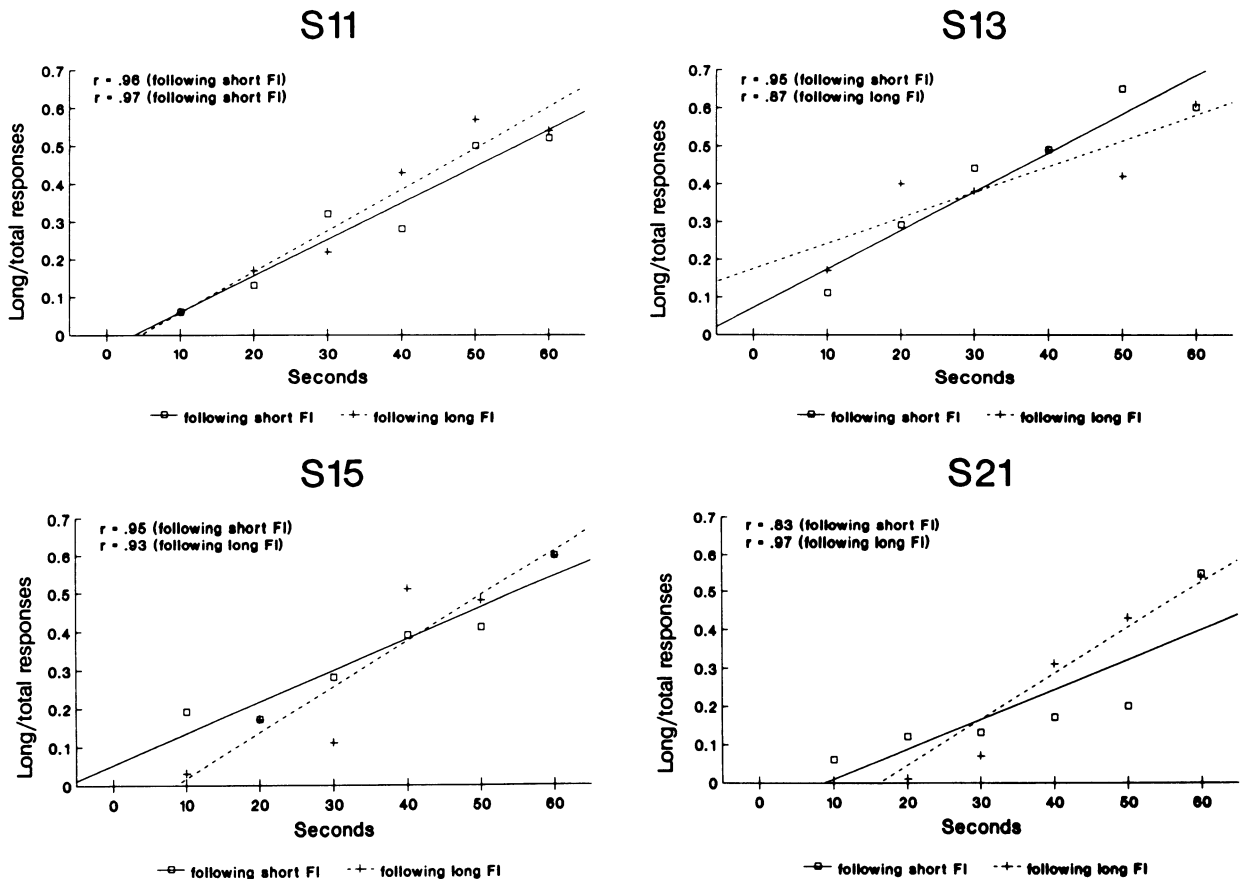 S11
r = .96 (following short FI)
r = .97 (following short FI)
Long/total responses
0.7
0.6
0.5
0.4
0.3
0.2
0.1
0
0 10 20 30 40 50 60
Seconds
following short FI following long FI
S13
r = .95 (following short FI)
r = .87 (following long FI)
Long/total responses
0.7
0.6
0.5
0.4
0.3
0.2
0.1
0
0 10 20 30 40 50 60
Seconds
following short FI following long FI
S15
r = .95 (following short FI)
r = .93 (following long FI)
Long/total responses
0.7
0.6
0.5
0.4
0.3
0.2
0.1
0
0 10 20 30 40 50 60
Seconds
following short FI following long FI
S21
r = .83 (following short FI)
r = .97 (following long FI)
Long/total responses
0.7
0.6
0.5
0.4
0.3
0.2
0.1
0
0 10 20 30 40 50 60
Seconds
following short FI following long FI